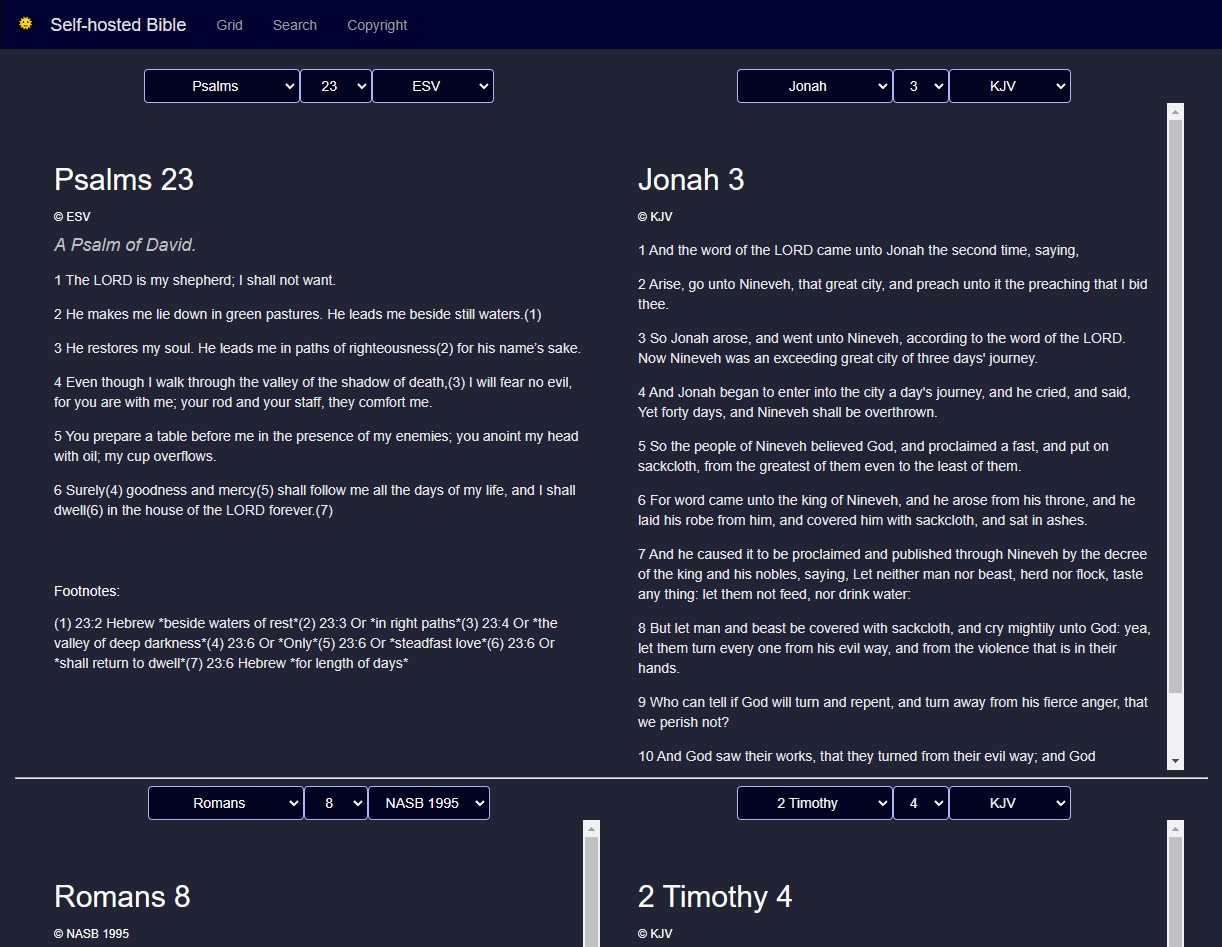 Self-hosted Bible Grid Search Copyright
Psalms 23 ESV
Psalms 23
© ESV
A Psalm of David.
1 The LORD is my shepherd; I shall not want.
2 He makes me lie down in green pastures. He leads me beside still waters.(1)
3 He restores my soul. He leads me in paths of righteousness(2) for his name's sake.
4 Even though I walk through the valley of the shadow of death,(3) I will fear no evil,
for you are with me; your rod and your staff, they comfort me.
5 You prepare a table before me in the presence of my enemies; you anoint my head
with oil; my cup overflows.
6 Surely(4) goodness and mercy(5) shall follow me all the days of my life, and I shall
dwell(6) in the house of the LORD forever.(7)
Footnotes:
(1) 23:2 Hebrew *beside waters of rest*(2) 23:3 Or *in right paths*(3) 23:4 Or *the
valley of deep darkness*(4) 23:6 Or *Only*(5) 23:6 Or *steadfast love*(6) 23:6 Or
*shall return to dwell*(7) 23:6 Hebrew *for length of days*
Jonah 3 KJV
Jonah 3
© KJV
1 And the word of the LORD came unto Jonah the second time, saying,
2 Arise, go unto Nineveh, that great city, and preach unto it the preaching that I bid
thee.
3 So Jonah arose, and went unto Nineveh, according to the word of the LORD.
Now Nineveh was an exceeding great city of three days' journey.
4 And Jonah began to enter into the city a day's journey, and he cried, and said,
Yet forty days, and Nineveh shall be overthrown.
5 So the people of Nineveh believed God, and proclaimed a fast, and put on
sackcloth, from the greatest of them even to the least of them.
6 For word came unto the king of Nineveh, and he arose from his throne, and he
laid his robe from him, and covered him with sackcloth, and sat in ashes.
7 And he caused it to be proclaimed and published through Nineveh by the decree
of the king and his nobles, saying, Let neither man nor beast, herd nor flock, taste
any thing: let them not feed, nor drink water:
8 But let man and beast be covered with sackcloth, and cry mightily unto God: yea,
let them turn every one from his evil way, and from the violence that is in their
hands.
9 Who can tell if God will turn and repent, and turn away from his fierce anger, that
we perish not?
10 And God saw their works, that they turned from their evil way; and God
Romans 8 NASB 1995
Romans 8
© NASB 1995
2 Timothy 4 KJV
2 Timothy 4
© KJV